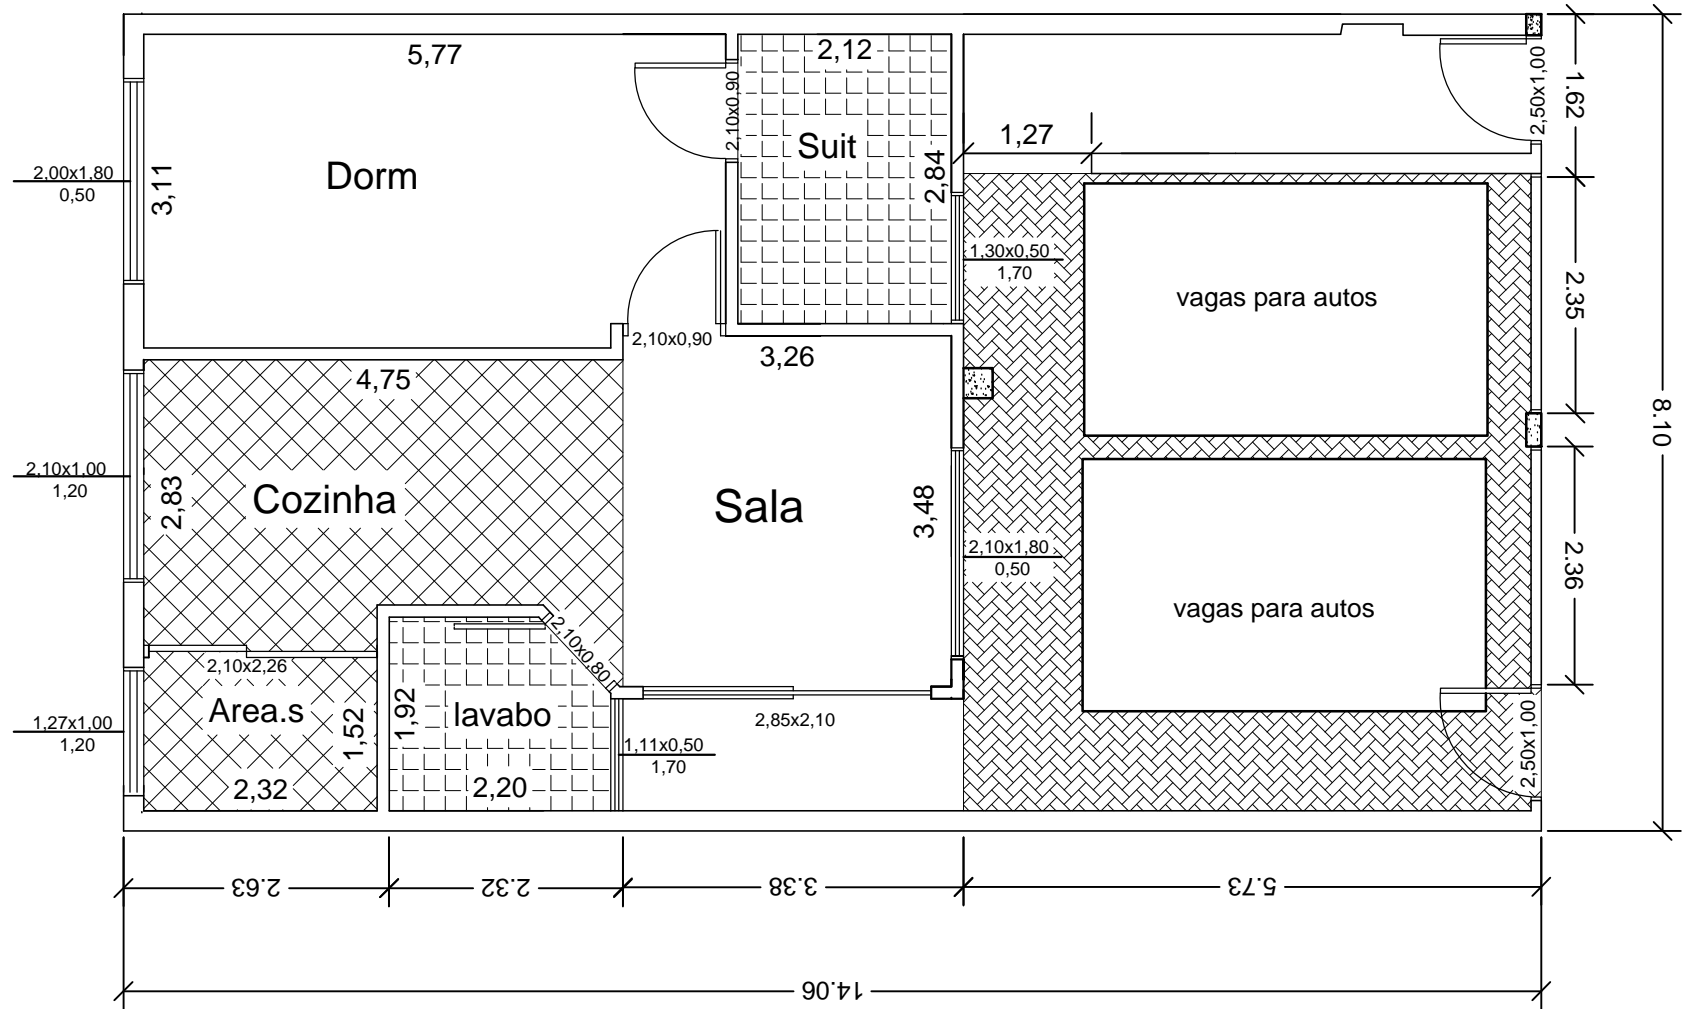 5,77
2,12
2,10x0,90
Suit
2,84
1,27
2,50x1,00
1.62
2,00x1,80
0,50
3,11
Dorm
1,30x0,50
1,70
vagas para autos
2.35
2,10x0,90
3,26
4,75
8.10
2,10x1,00
1,20
2,83
Cozinha
Sala
3,48
2,10x1,80
0,50
2.36
vagas para autos
2,10x0,80
2,10x2,26
Area.s
1,52
1,92
lavabo
2,85x2,10
2,50x1,00
1,27x1,00
1,20
1,11x0,50
1,70
2,32
2,20
2.63
2.32
3.38
5.73
14.06